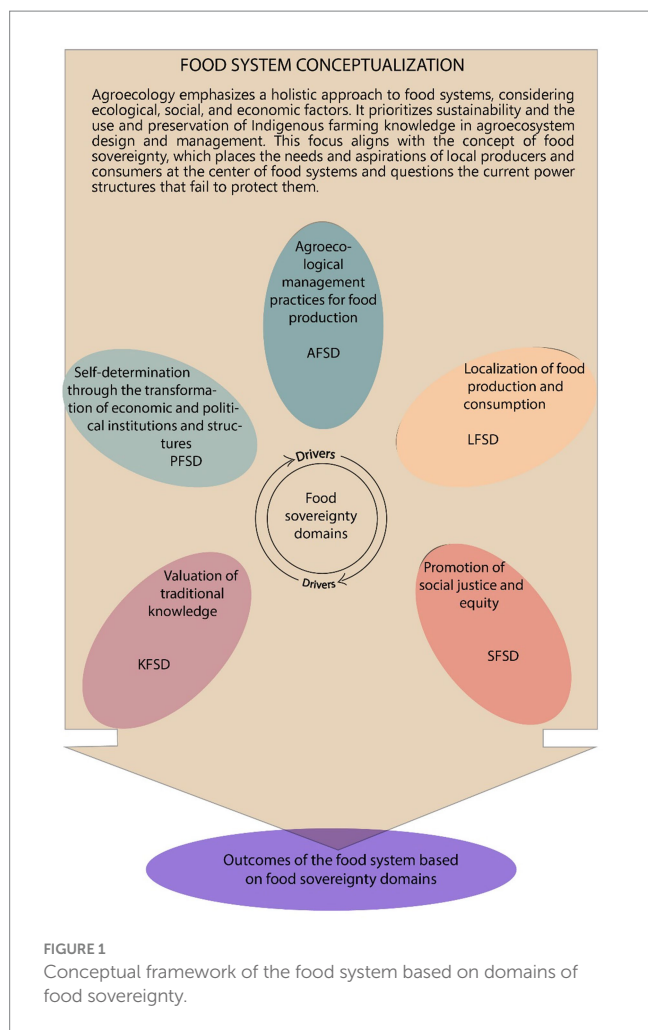 FOOD SYSTEM CONCEPTUALIZATION
Agroecology emphasizes a holistic approach to food systems, considering
ecological, social, and economic factors. It prioritizes sustainability and the
use and preservation of Indigenous farming knowledge in agroecosystem
design and management. This focus aligns with the concept of food
sovereignty, which places the needs and aspirations of local producers and
consumers at the center of food systems and questions the current power
structures that fail to protect them.
Agroeco-
logical
management
practices for food
production
AFSD
Self-determination
through the transforma-
tion of economic and politi-
cal institutions and struc-
tures
PFSD
Localization of food
production and
consumption
LFSD
Drivers
Food
sovereignty
domains
Drivers
Valuation of
traditional
knowledge
KFSD
Promotion of
social justice and
equity
SFSD
Outcomes of the food system based
on food sovereignty domains
FIGURE 1
Conceptual framework of the food system based on domains of
food sovereignty.